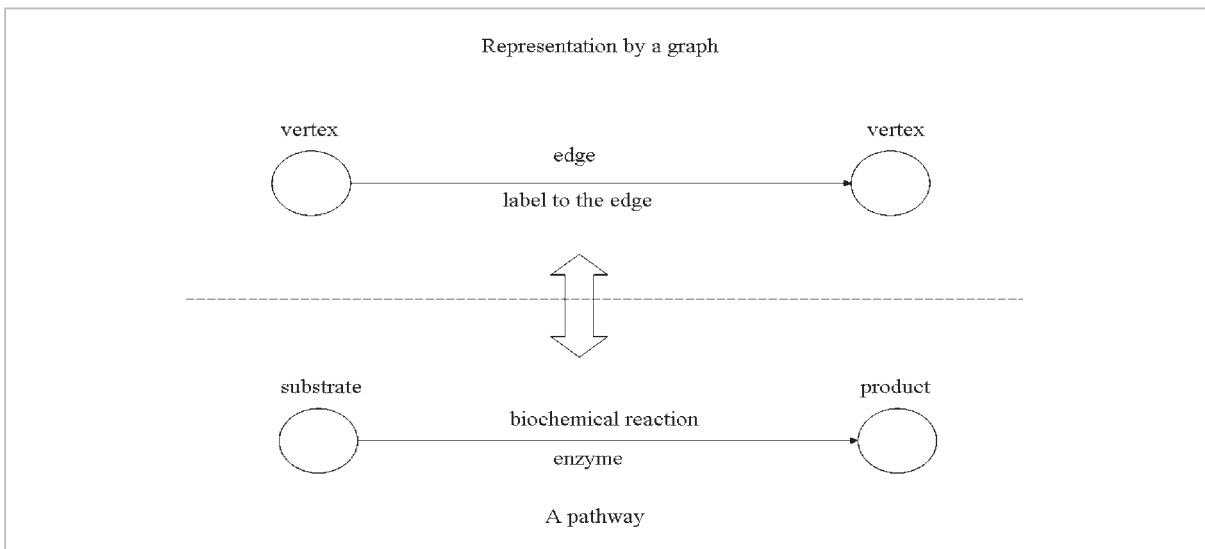 Representation by a graph
vertex vertex
edge
label to the edge
substrate product
biochemical reaction
enzyme
A pathway